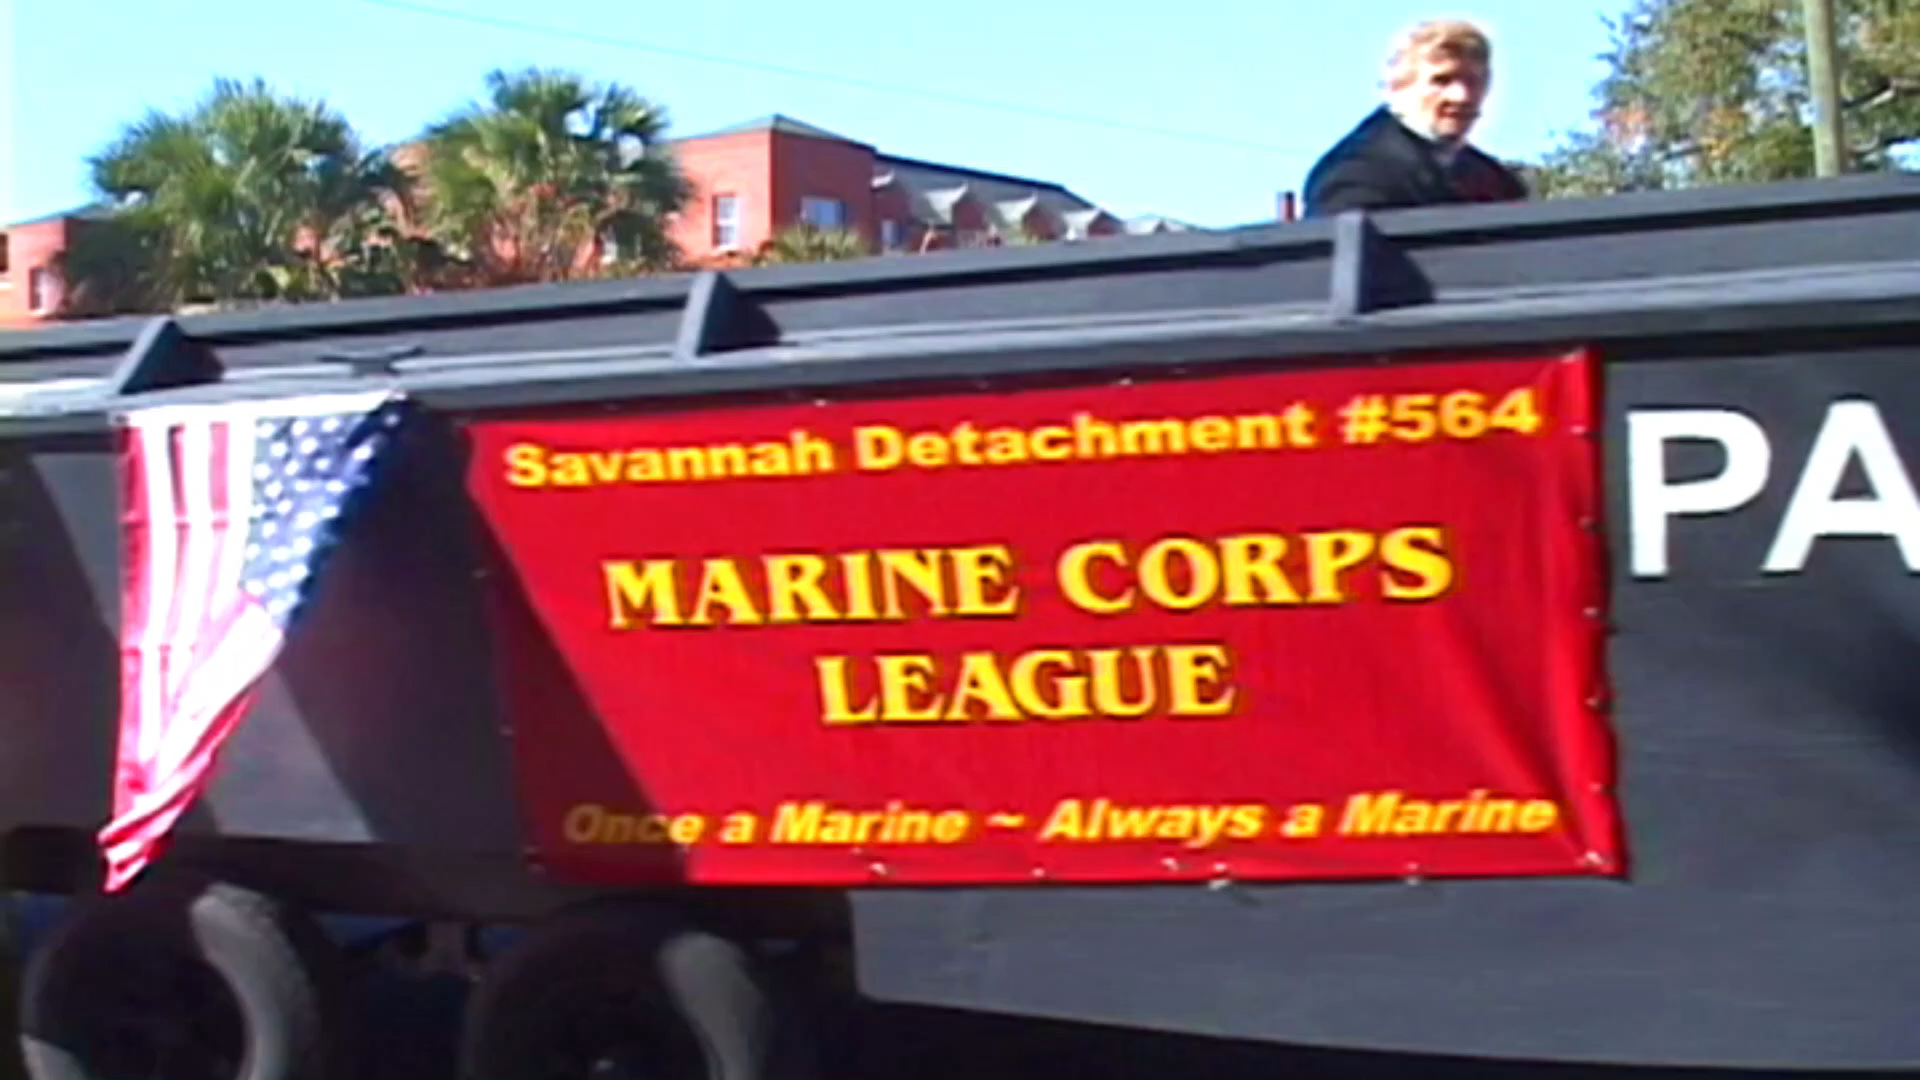 Savannah Detachment #564
MARINE CORPS
LEAGUE
Once a Marine ~ Always a Marine
PA